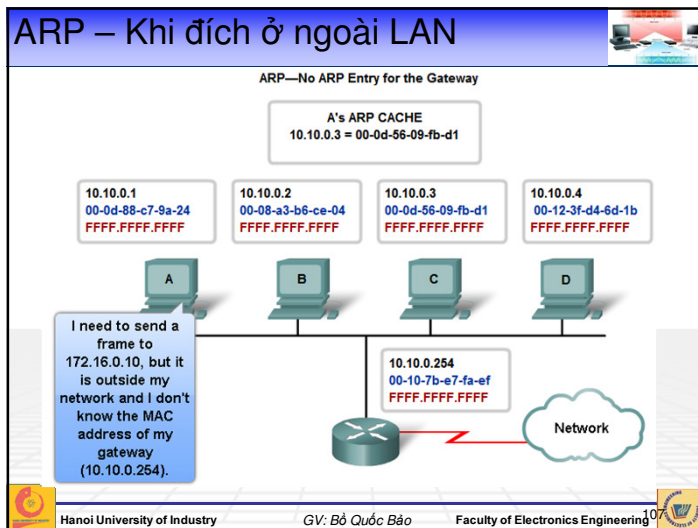 ARP – Khi đích ở ngoài LAN
ARP—No ARP Entry for the Gateway
A's ARP CACHE
10.10.0.3 = 00-0d-56-09-fb-d1
10.10.0.1
00-0d-88-c7-9a-24
FFFF.FFFF.FFFF
10.10.0.2
00-08-a3-b6-ce-04
FFFF.FFFF.FFFF
10.10.0.3
00-0d-56-09-fb-d1
FFFF.FFFF.FFFF
10.10.0.4
00-12-3f-d4-6d-1b
FFFF.FFFF.FFFF
A
B
C
D
I need to send a
frame to
172.16.0.10, but it
is outside my
network and I don't
know the MAC
address of my
gateway
(10.10.0.254).
10.10.0.254
00-10-7b-e7-fa-ef
FFFF.FFFF.FFFF
Network
Hanoi University of Industry
GV: Bồ Quốc Bảo
Faculty of Electronics Engineering
107